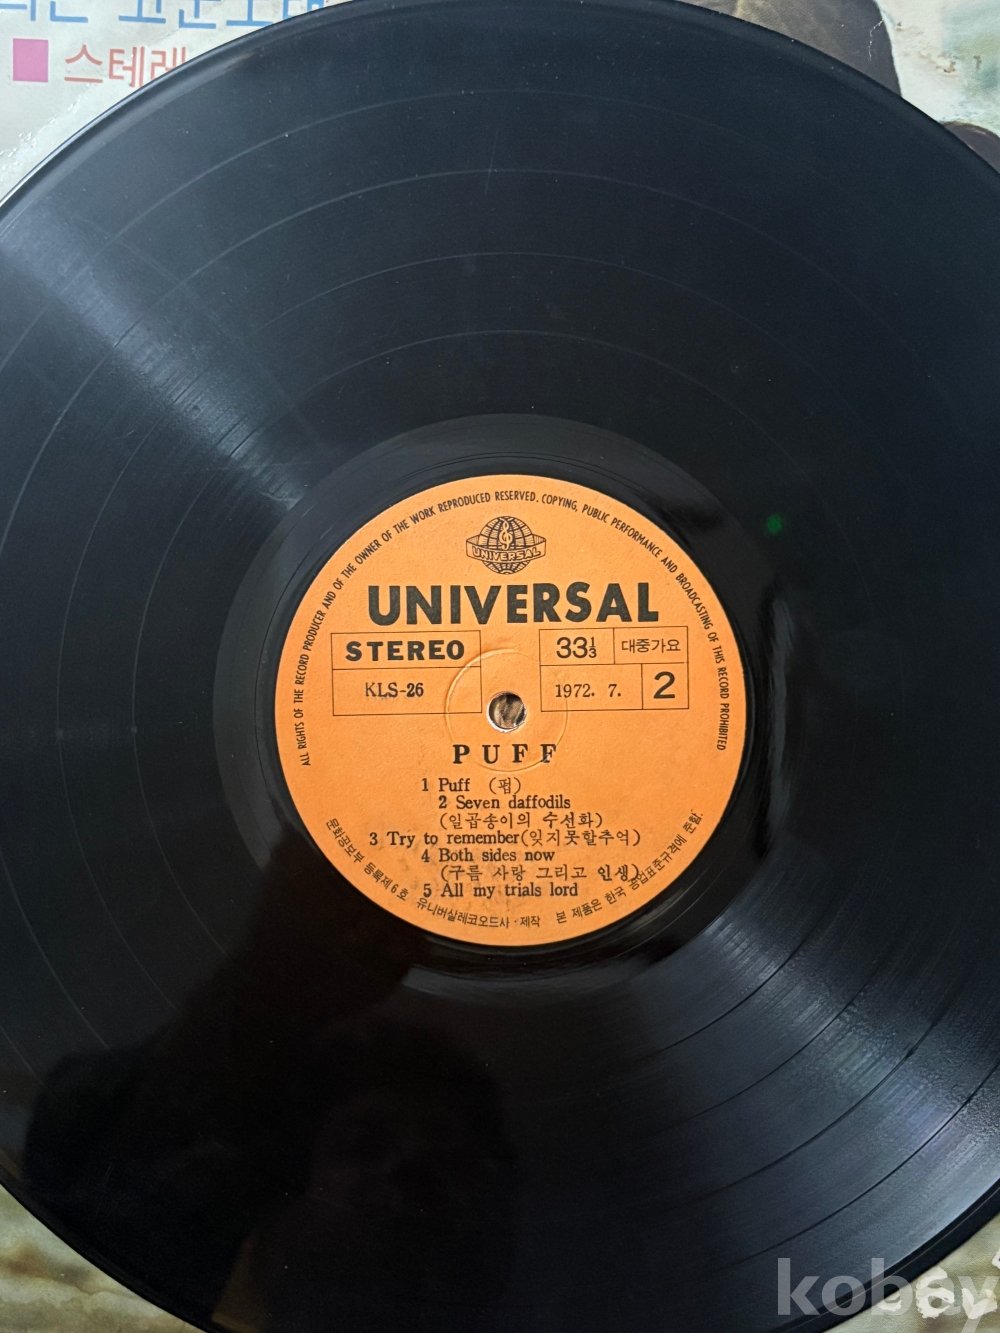 스테레
ALL RIGHTS OF THE RECORD PRODUCER AND OF THE OWNER OF THE WORK REPRODUCED RESERVED. COPYING, PUBLIC PERFORMANCE AND BROADCASTING OF THIS RECORD PROHIBITED
UNIVERSAL
UNIVERSAL
STEREO
33⅓ 대중가요
KLS-26
1972. 7. 2
PUFF
1 Puff (펍)
2 Seven daffodils
(일곱송이의 수선화)
3 Try to remember(잊지못할추억)
4 Both sides now
(구름 사랑 그리고 인생)
5 All my trials lord
문화공보부 등록제 6 호 유니버살레코오드사·제작 본 제품은 한국 공업표준규격에 준함.
kobay